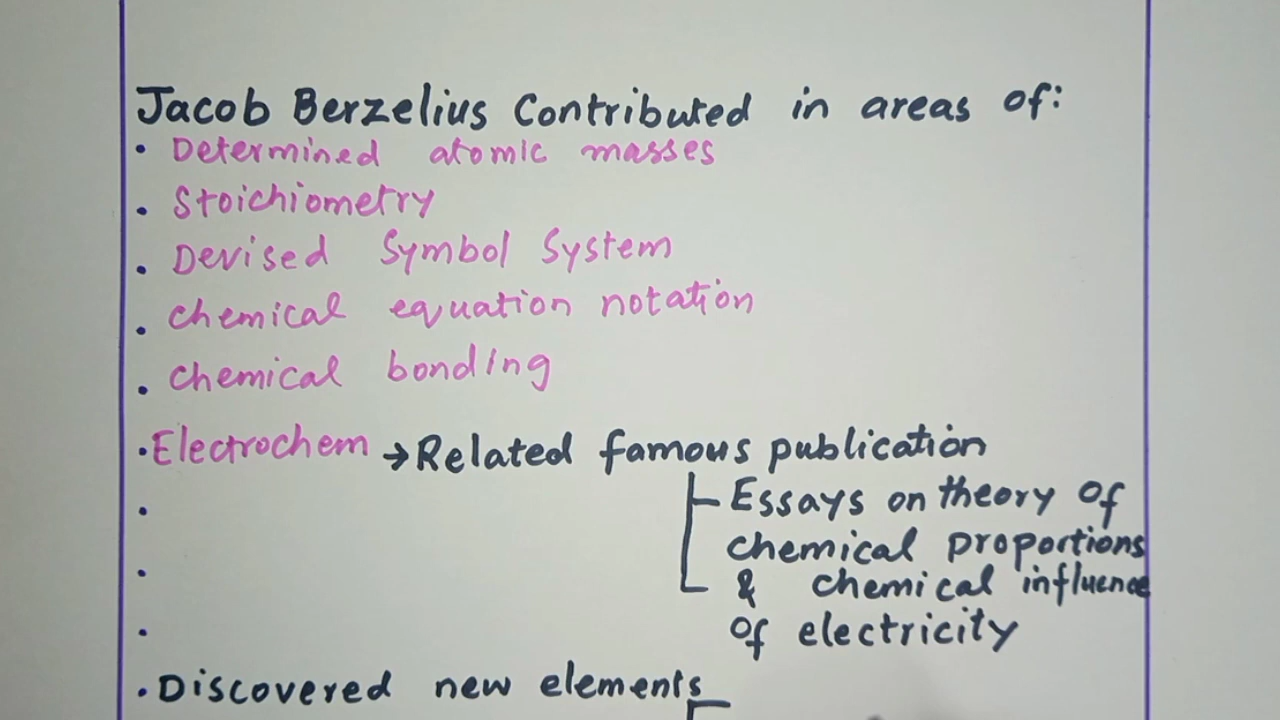 Jacob Berzelius Contributed in areas of:
• Determined atomic masses
• Stoichiometry
• Devised Symbol System
• chemical equation notation
• chemical bonding
• Electrochem → Related famous publication
Essays on theory of
chemical proportions
& chemical influence
of electricity
• Discovered new elements